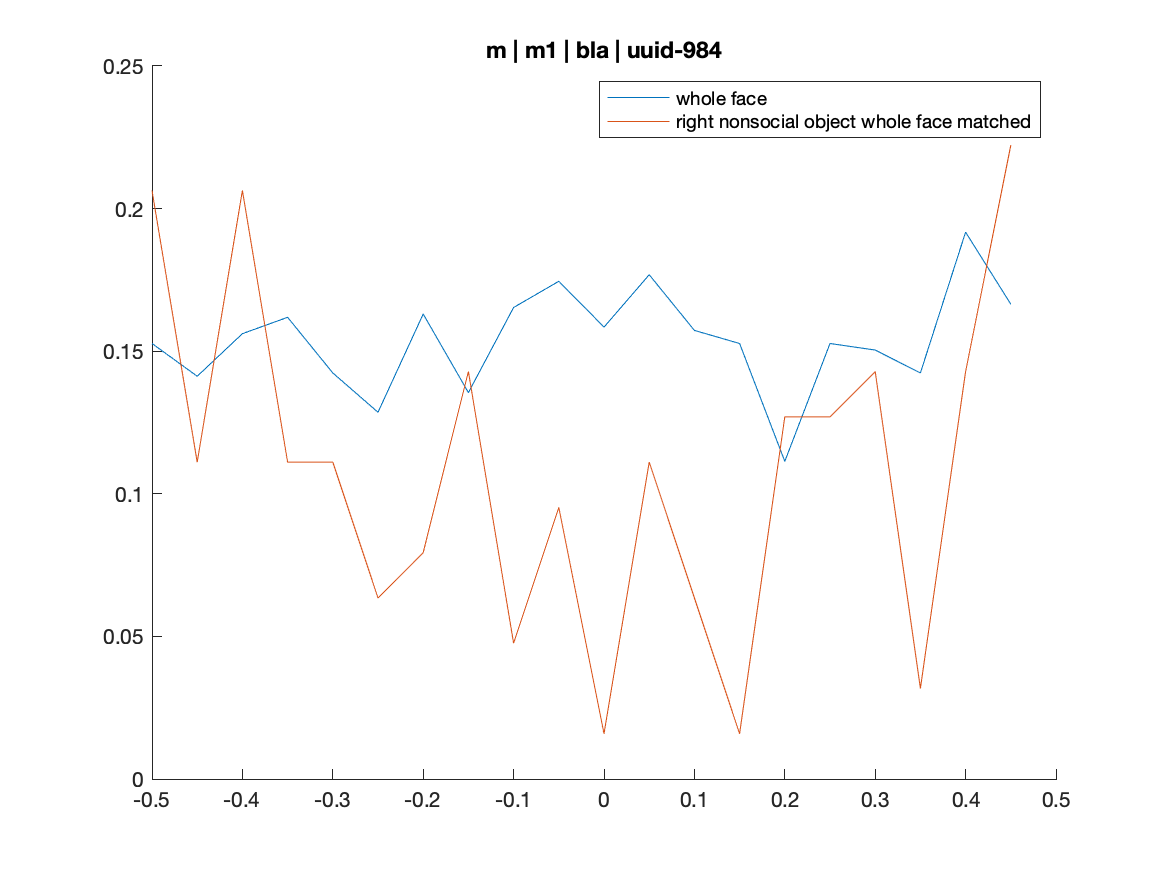 m | m1 | bla | uuid-984
0.25
whole face
right nonsocial object whole face matched
0.2
0.15
0.1
0.05
0
-0.5 -0.4 -0.3 -0.2 -0.1 0 0.1 0.2 0.3 0.4 0.5